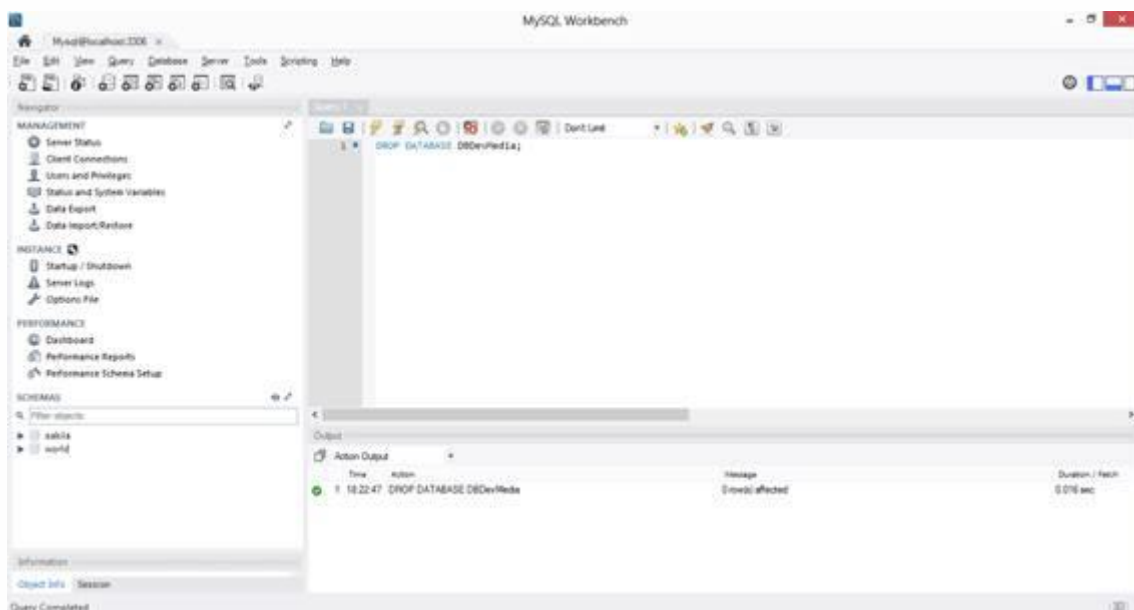 MySQL Workbench
Mysql@localhost:3306
File Edit View Query Database Server Tools Scripting Help
Navigator
MANAGEMENT
Server Status
Client Connections
Users and Privileges
Status and System Variables
Data Export
Data Import/Restore
INSTANCE
Startup / Shutdown
Server Logs
Options File
PERFORMANCE
Dashboard
Performance Reports
Performance Schema Setup
SCHEMAS
Filter objects
sakila
world
Information
Object Info Session
Query Completed
Don't Limit
1 DROP DATABASE DBDevMedia;
Output
Action Output
Time Action Message Duration / Fetch
1 18:22:47 DROP DATABASE DBDevMedia 0 row(s) affected 0.016 sec